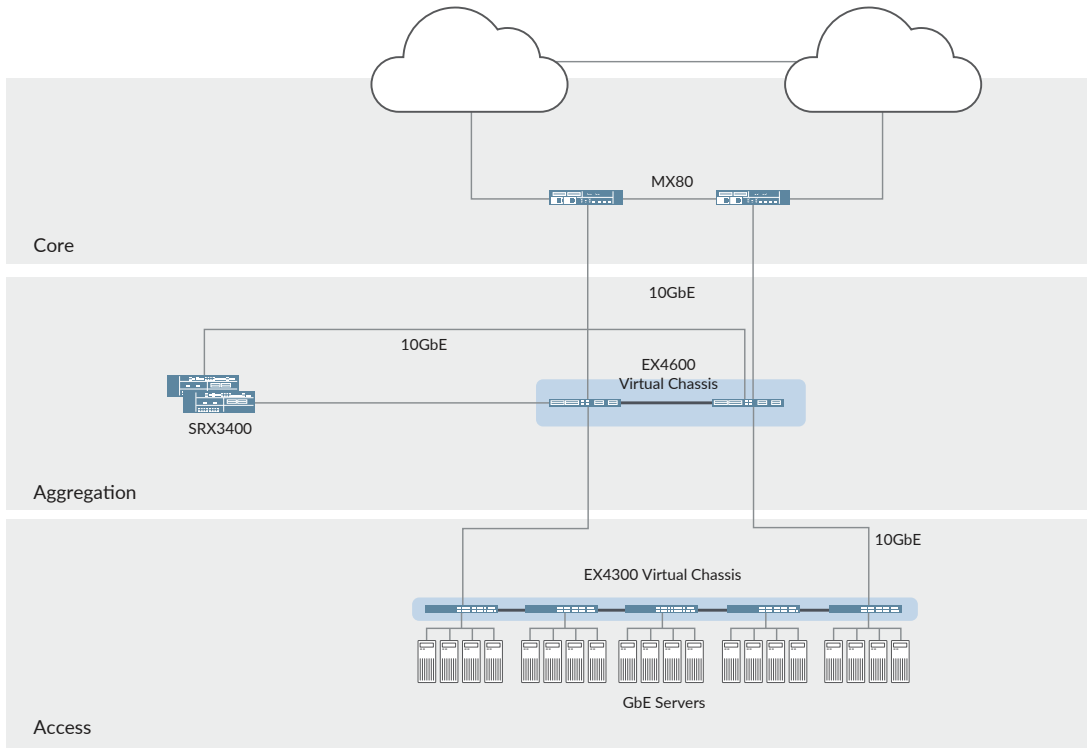 MX80
Core
10GbE
10GbE
EX4600
Virtual Chassis
SRX3400
Aggregation
10GbE
EX4300 Virtual Chassis
GbE Servers
Access